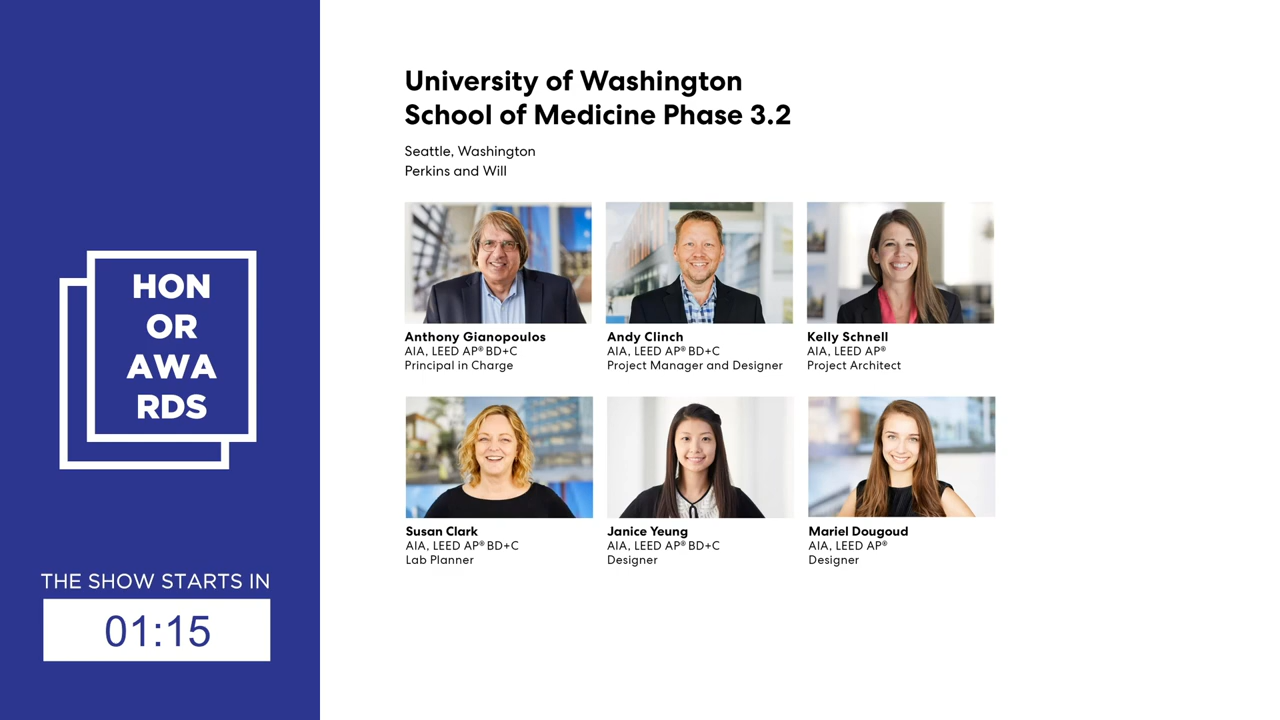 HON
OR
AWA
RDS
THE SHOW STARTS IN
01:15
University of Washington
School of Medicine Phase 3.2
Seattle, Washington
Perkins and Will
Anthony Gianopoulos
AIA, LEED AP® BD+C
Principal in Charge
Andy Clinch
AIA, LEED AP® BD+C
Project Manager and Designer
Kelly Schnell
AIA, LEED AP®
Project Architect
Susan Clark
AIA, LEED AP® BD+C
Lab Planner
Janice Yeung
AIA, LEED AP® BD+C
Designer
Mariel Dougoud
AIA, LEED AP®
Designer